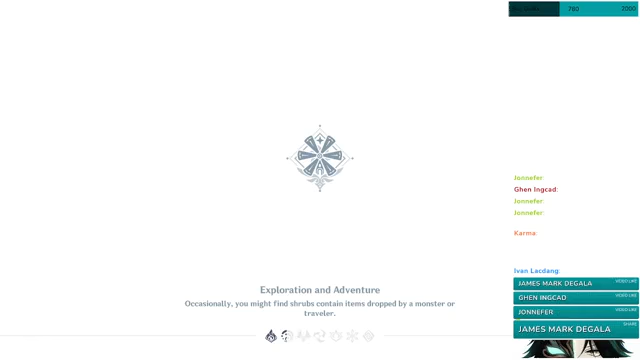 760
2000
Jonnefer:
Ghen Ingcad:
Jonnefer:
Jonnefer:
Karma:
Ivan Lacdang:
JAMES MARK DEGALA VIDEO LIKE
GHEN INGCAD VIDEO LIKE
JONNEFER VIDEO LIKE
JAMES MARK DEGALA SHARE
Exploration and Adventure
Occasionally, you might find shrubs contain items dropped by a monster or
traveler.